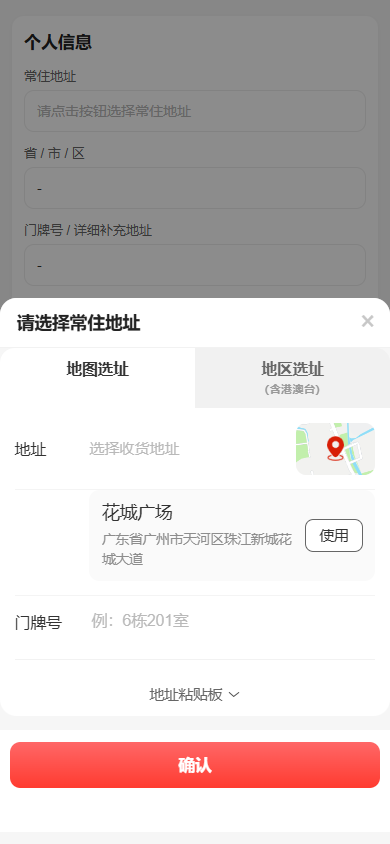 个人信息
常住地址
请点击按钮选择常住地址
省 / 市 / 区
-
门牌号 / 详细补充地址
-
请选择常住地址
×
地图选址
地区选址
(含港澳台)
地址
选择收货地址
花城广场
广东省广州市天河区珠江新城花
城大道
使用
门牌号
例：6栋201室
地址粘贴板
确认